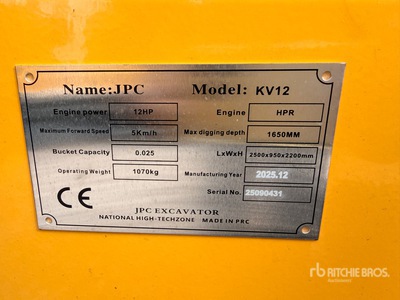 Name:JPC Model: KV12
Engine power 12HP Engine HPR
Maximum Forward Speed 5Km/h Max digging depth 1650MM
Bucket Capacity 0.025 LxWxH 2500x950x2200mm
Operating Weight 1070kg Manufacturing Year 2025.12
Serial No. 25090431
CE
JPC EXCAVATOR
NATIONAL HIGH-TECHZONE MADE IN PRC
rb RITCHIE BROS.
Auctioneers